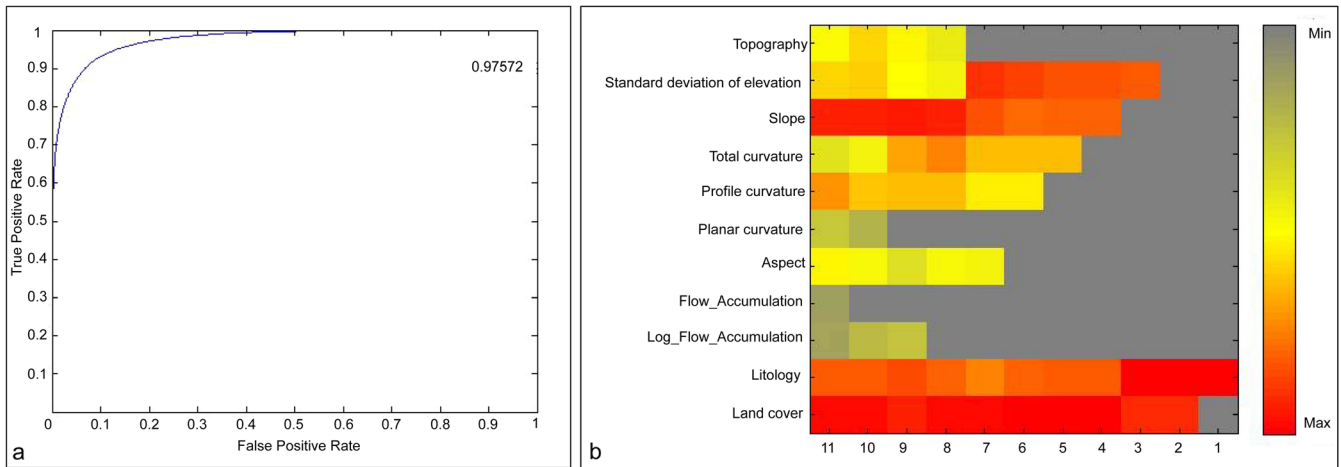 1
0.9
0.8
0.7
0.6
0.5
0.4
0.3
0.2
0.1
0.97572
True Positive Rate
0 0.1 0.2 0.3 0.4 0.5 0.6 0.7 0.8 0.9 1
False Positive Rate
a
Topography
Standard deviation of elevation
Slope
Total curvature
Profile curvature
Planar curvature
Aspect
Flow_Accumulation
Log_Flow_Accumulation
Litology
Land cover
11 10 9 8 7 6 5 4 3 2 1
Min
Max
b